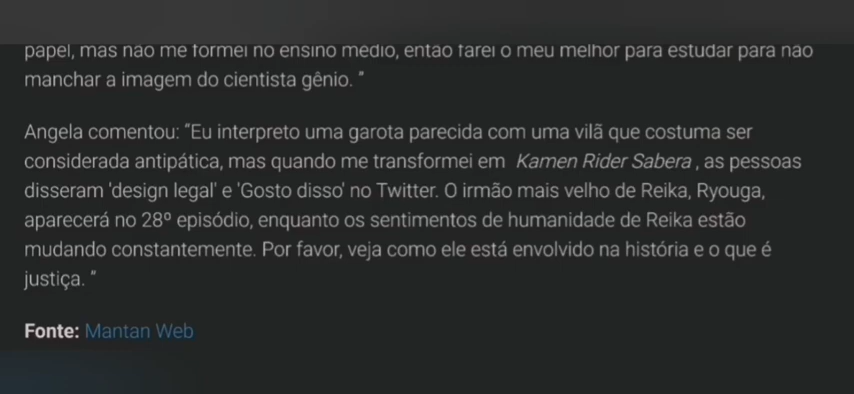 papel, mas não me formei no ensino médio, então farei o meu melhor para estudar para não
manchar a imagem do cientista gênio. "
Angela comentou: "Eu interpreto uma garota parecida com uma vilã que costuma ser
considerada antipática, mas quando me transformei em Kamen Rider Sabera , as pessoas
disseram 'design legal' e 'Gosto disso' no Twitter. O irmão mais velho de Reika, Ryouga,
aparecerá no 28º episódio, enquanto os sentimentos de humanidade de Reika estão
mudando constantemente. Por favor, veja como ele está envolvido na história e o que é
justiça. "
Fonte: Mantan Web